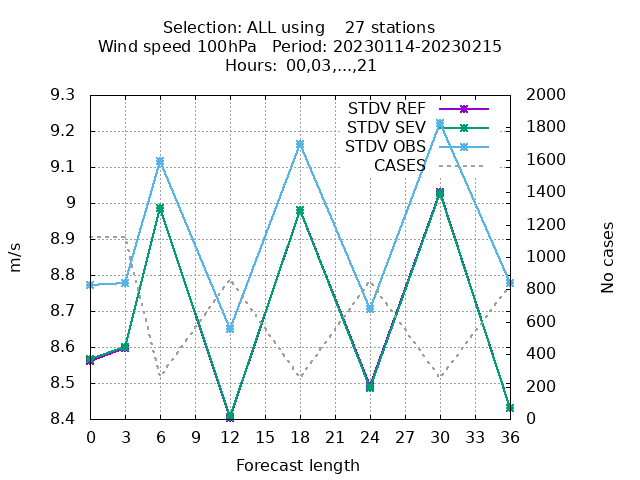 Selection: ALL using    27 stations
Wind speed 100hPa   Period: 20230114-20230215
Hours: 00,03,...,21
STDV REF
STDV SEV
STDV OBS
CASES
9.3
9.2
9.1
9
8.9
8.8
8.7
8.6
8.5
8.4
m/s
2000
1800
1600
1400
1200
1000
800
600
400
200
0
No cases
0 3 6 9 12 15 18 21 24 27 30 33 36
Forecast length